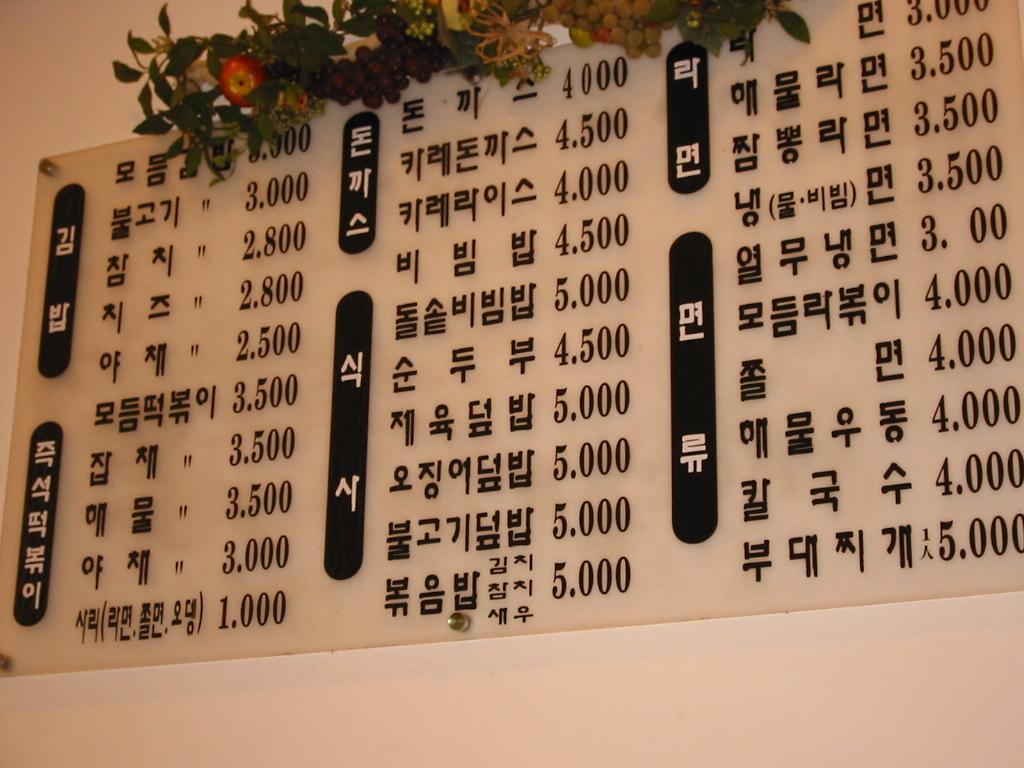 김밥
모듬
불고기 " 3.000
참치 " 2.800
치즈 " 2.800
야채 " 2.500
즉석떡볶이
모듬떡볶이 3.500
잡채 " 3.500
해물 " 3.500
야채 " 3.000
사리(라면,쫄면,오뎅) 1.000
돈까스
돈까스 4000
카레돈까스 4.500
카레라이스 4.000
식사
비빔밥 4.500
돌솥비빔밥 5.000
순두부 4.500
제육덮밥 5.000
오징어덮밥 5.000
불고기덮밥 5.000
볶음밥 김치 참치 새우 5.000
라면
라면 3.000
해물라면 3.500
짬뽕라면 3.500
면류
냉(물·비빔)면 3.500
열무냉면 3. 00
모듬라볶이 4.000
쫄면 4.000
해물우동 4.000
칼국수 4.000
부대찌개 1人 5.000